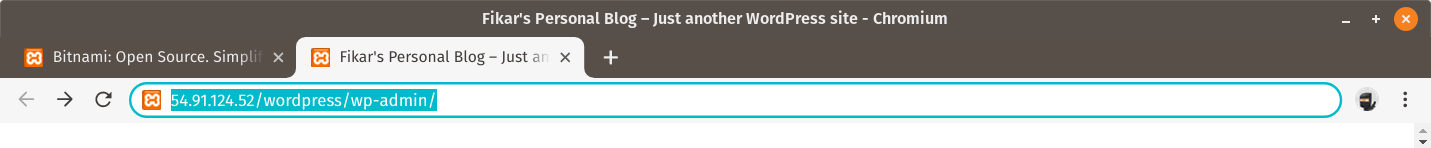 Fikar's Personal Blog – Just another WordPress site - Chromium
Bitnami: Open Source. Simplif
Fikar's Personal Blog – Just an
54.91.124.52/wordpress/wp-admin/